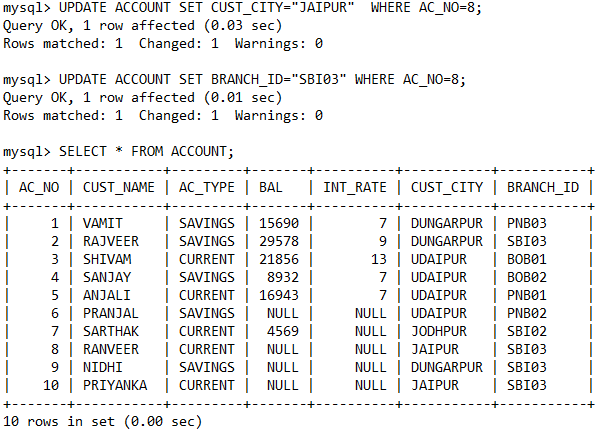 mysql> UPDATE ACCOUNT SET CUST_CITY="JAIPUR"  WHERE AC_NO=8;
Query OK, 1 row affected (0.03 sec)
Rows matched: 1  Changed: 1  Warnings: 0

mysql> UPDATE ACCOUNT SET BRANCH_ID="SBI03" WHERE AC_NO=8;
Query OK, 1 row affected (0.01 sec)
Rows matched: 1  Changed: 1  Warnings: 0

mysql> SELECT * FROM ACCOUNT;
+-------+-----------+---------+-------+----------+-----------+-----------+
| AC_NO | CUST_NAME | AC_TYPE | BAL   | INT_RATE | CUST_CITY | BRANCH_ID |
+-------+-----------+---------+-------+----------+-----------+-----------+
|     1 | VAMIT     | SAVINGS | 15690 |        7 | DUNGARPUR | PNB03     |
|     2 | RAJVEER   | SAVINGS | 29578 |        9 | DUNGARPUR | SBI03     |
|     3 | SHIVAM    | CURRENT | 21856 |       13 | UDAIPUR   | BOB01     |
|     4 | SANJAY    | SAVINGS |  8932 |        7 | UDAIPUR   | BOB02     |
|     5 | ANJALI    | CURRENT | 16943 |        7 | UDAIPUR   | PNB01     |
|     6 | PRANJAL   | SAVINGS |  NULL |     NULL | UDAIPUR   | PNB02     |
|     7 | SARTHAK   | CURRENT |  4569 |     NULL | JODHPUR   | SBI02     |
|     8 | RANVEER   | CURRENT |  NULL |     NULL | JAIPUR    | SBI03     |
|     9 | NIDHI     | SAVINGS |  NULL |     NULL | DUNGARPUR | SBI03     |
|    10 | PRIYANKA  | CURRENT |  NULL |     NULL | JAIPUR    | SBI03     |
+-------+-----------+---------+-------+----------+-----------+-----------+
10 rows in set (0.00 sec)